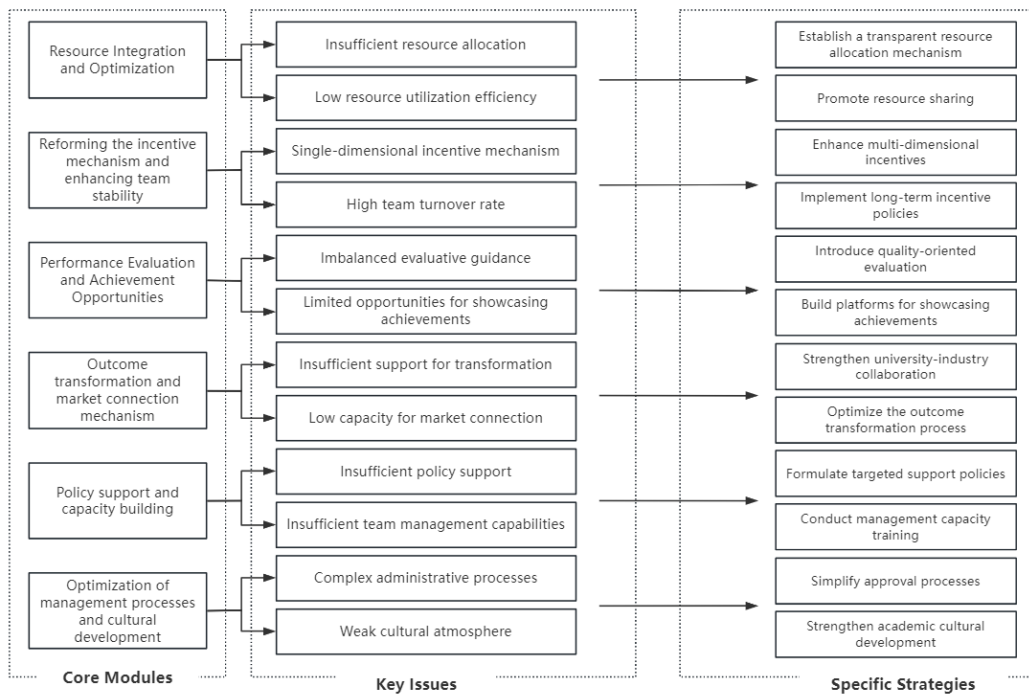 Resource Integration
and Optimization
Insufficient resource allocation
Low resource utilization efficiency
Establish a transparent resource
allocation mechanism
Promote resource sharing
Reforming the incentive
mechanism and
enhancing team
stability
Single-dimensional incentive mechanism
High team turnover rate
Enhance multi-dimensional
incentives
Implement long-term incentive
policies
Performance Evaluation
and Achievement
Opportunities
Imbalanced evaluative guidance
Limited opportunities for showcasing
achievements
Introduce quality-oriented
evaluation
Build platforms for showcasing
achievements
Outcome
transformation and
market connection
mechanism
Insufficient support for transformation
Low capacity for market connection
Strengthen university-industry
collaboration
Optimize the outcome
transformation process
Policy support and
capacity building
Insufficient policy support
Insufficient team management capabilities
Formulate targeted support policies
Conduct management capacity
training
Optimization of
management processes
and cultural
development
Complex administrative processes
Weak cultural atmosphere
Simplify approval processes
Strengthen academic cultural
development
Core Modules
Key Issues
Specific Strategies